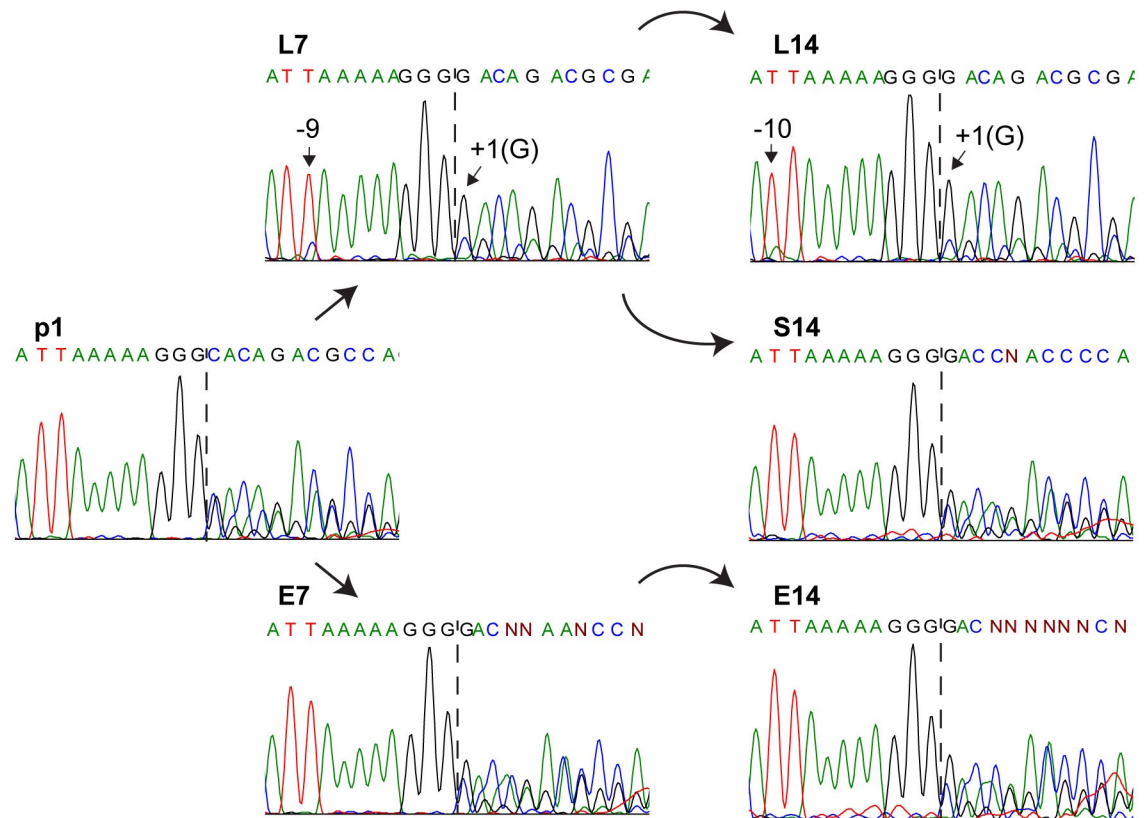 L7
ATTAAAAAGGGGACAGACGCGA
-9
+1(G)
L14
ATTAAAAAGGGGACAGACGCGA
-10
+1(G)
p1
ATTAAAAAGGGCACAGACGCCA
S14
ATTAAAAAGGGGACCNACCCCA
E7
ATTAAAAAGGGGACNNAANCCN
E14
ATTAAAAAGGGGACNNNNNNCN